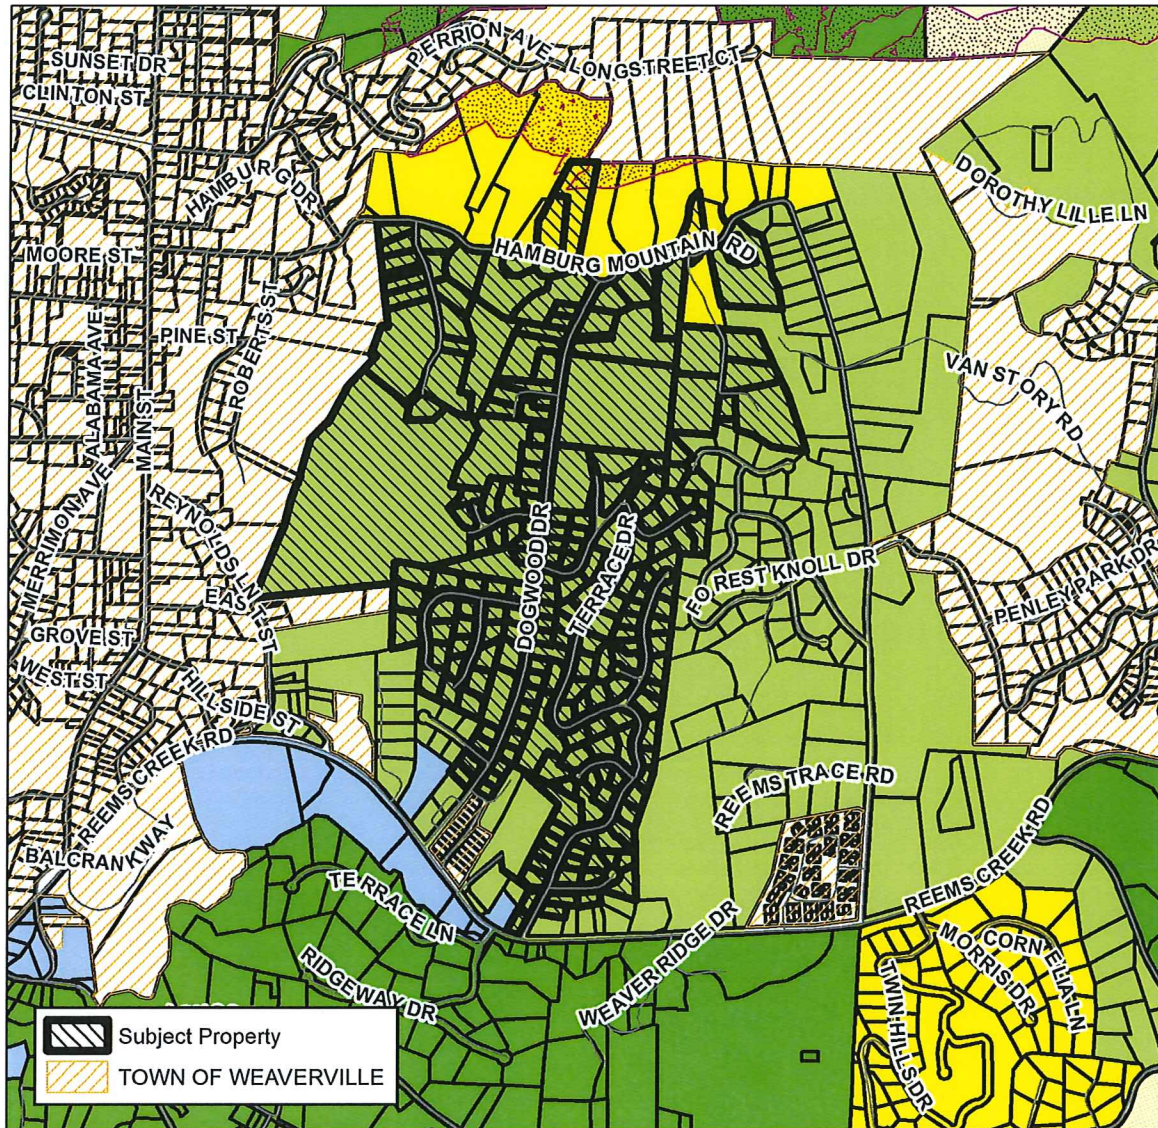 PERRION AVE
SUNSET DR
LONGSTREET CT
CLINTON ST
HAMBURG DR
DOROTHY LILLE LN
MOORE ST
HAMBURG MOUNTAIN RD
PINE ST
ROBERTS ST
ALABAMA AVE
MAIN ST
VAN STORY RD
MERRIMON AVE
REYNOLDS LN
DOGWOOD DR
TERRACE DR
FOREST KNOLL DR
EAST ST
PENLEY PARK DR
GROVE ST
WEST ST
HILLSIDE ST
REEMS CREEK RD
REEMS TRACE RD
BALCRANK WAY
TERRACE LN
REEMS CREEK RD
RIDGEWAY DR
WEAVER RIDGE DR
MORRIS DR
CORNELIA LN
TWIN HILLS DR
Subject Property
TOWN OF WEAVERVILLE